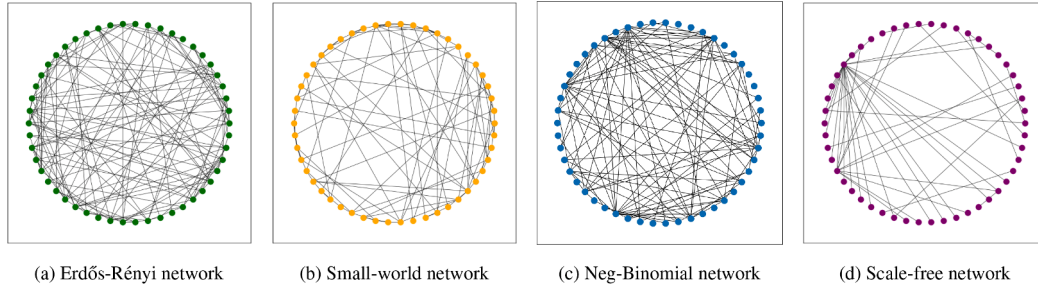 (a) Erdős-Rényi network
(b) Small-world network
(c) Neg-Binomial network
(d) Scale-free network